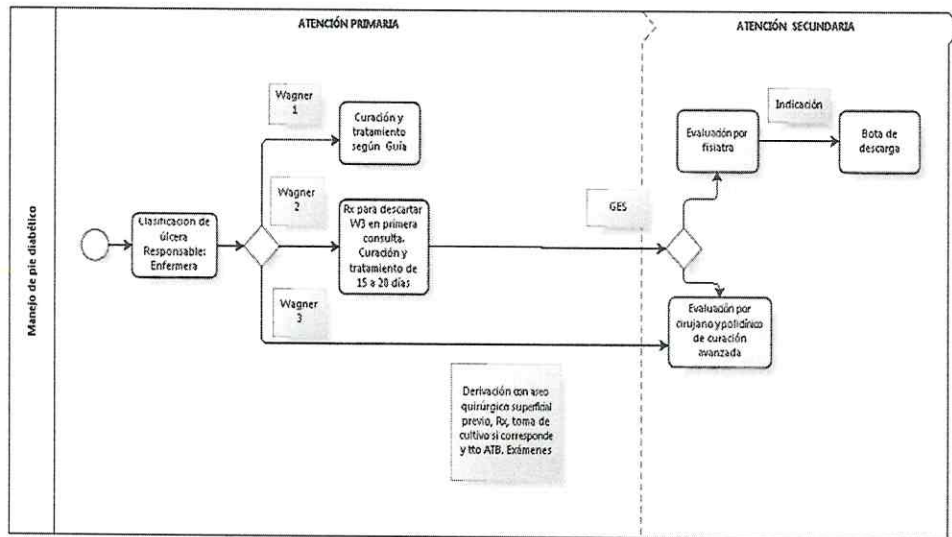 ATENCIÓN PRIMARIA
ATENCIÓN SECUNDARIA
Manejo de pie diabético
Clasificación de
úlcera
Responsable:
Enfermera
Wagner
1
Curación y
tratamiento
según Guía
Wagner
2
Rx para descartar
W3 en primera
consulta.
Curación y
tratamiento de
15 a 20 días
Wagner
3
Derivación con aseo
quirúrgico superficial
previo, Rx, toma de
cultivo si corresponde
y tto ATB. Exámenes
GES
Evaluación por
fisiatra
Indicación
Bota de
descarga
Evaluación por
cirujano y policlínico
de curación
avanzada